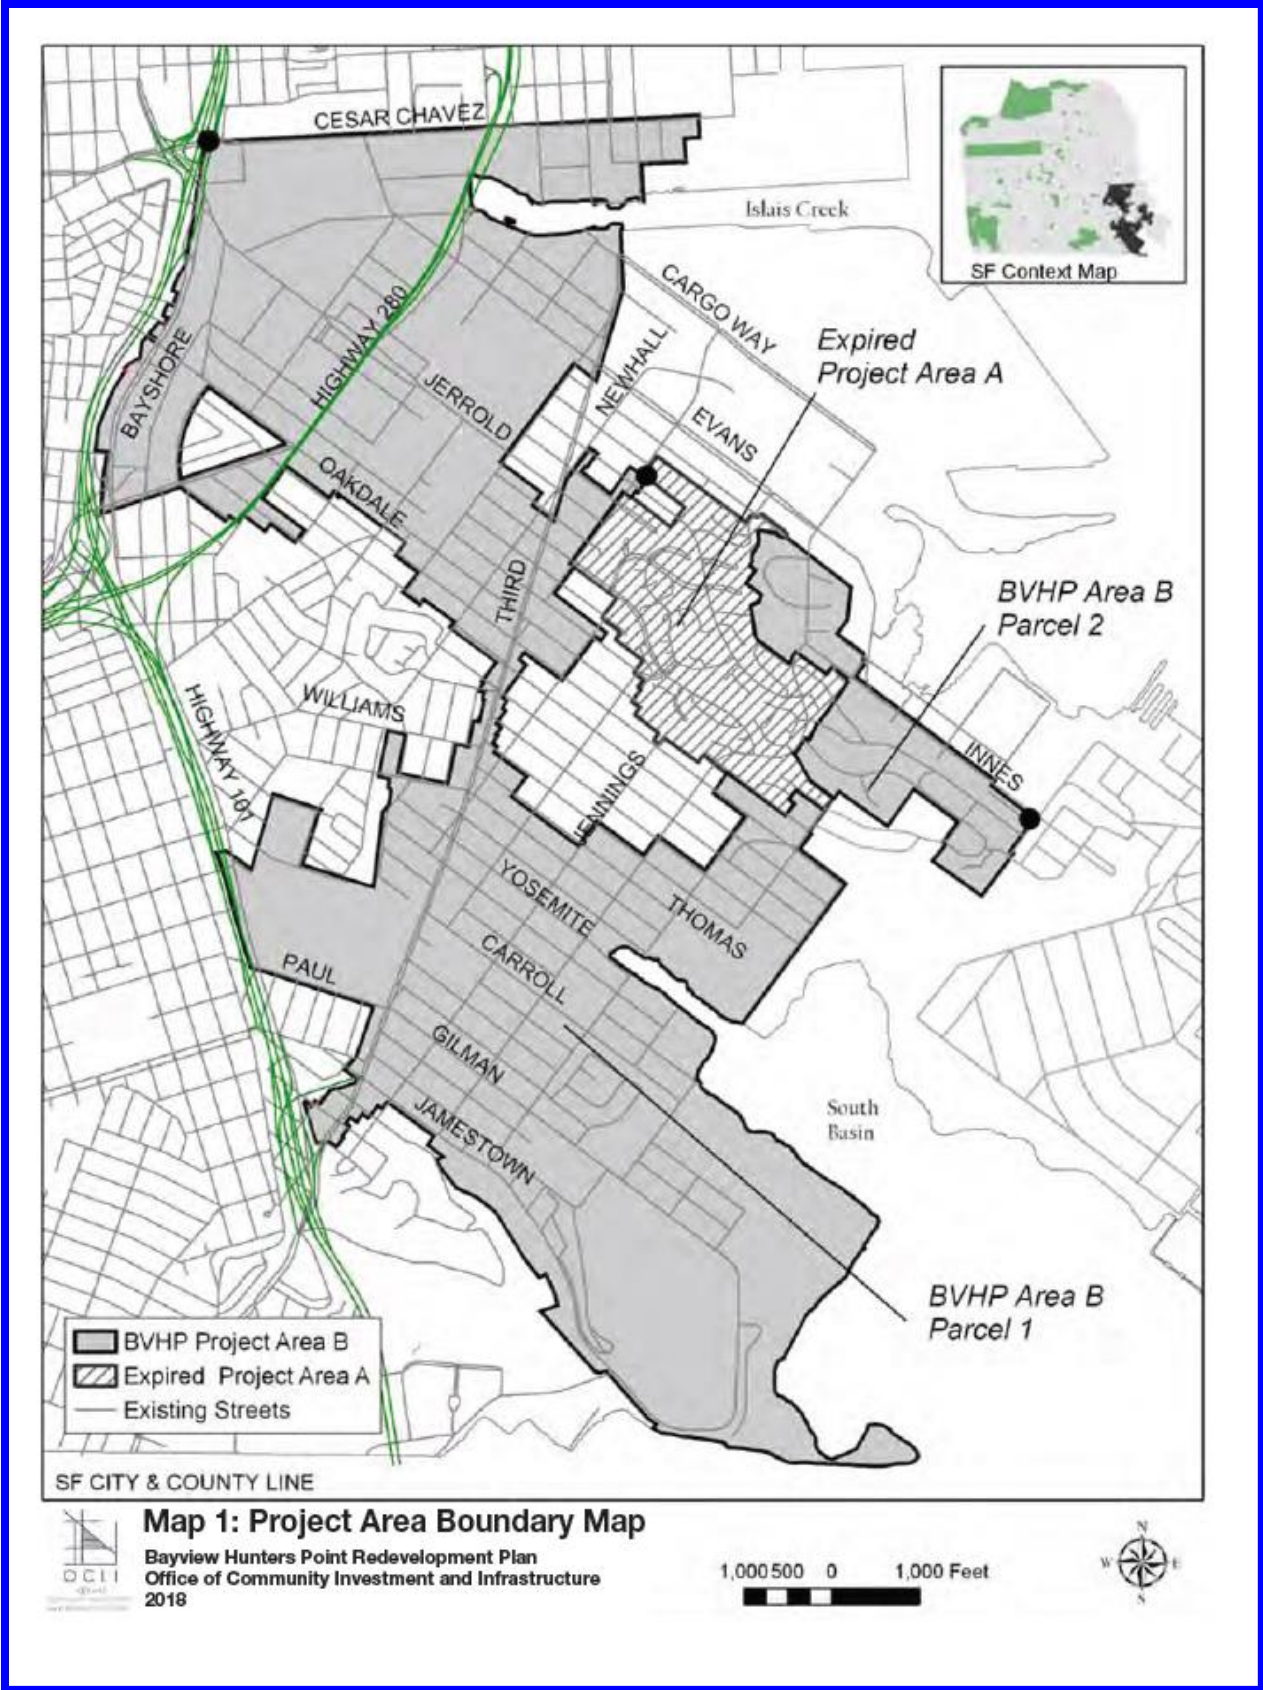 CESAR CHAVEZ
Islais Creek
SF Context Map
CARGO WAY
HIGHWAY 280
BAYSHORE
NEWHALL
Expired
Project Area A
JERROLD
EVANS
OAKDALE
THIRD
BVHP Area B
Parcel 2
WILLIAMS
HIGHWAY 101
INNES
JENNINGS
YOSEMITE
THOMAS
CARROLL
PAUL
GILMAN
JAMESTOWN
South
Basin
BVHP Area B
Parcel 1
BVHP Project Area B
Expired Project Area A
Existing Streets
SF CITY & COUNTY LINE
Map 1: Project Area Boundary Map
Bayview Hunters Point Redevelopment Plan
Office of Community Investment and Infrastructure
2018
OCII
1,000 500 0 1,000 Feet
N
W E
S